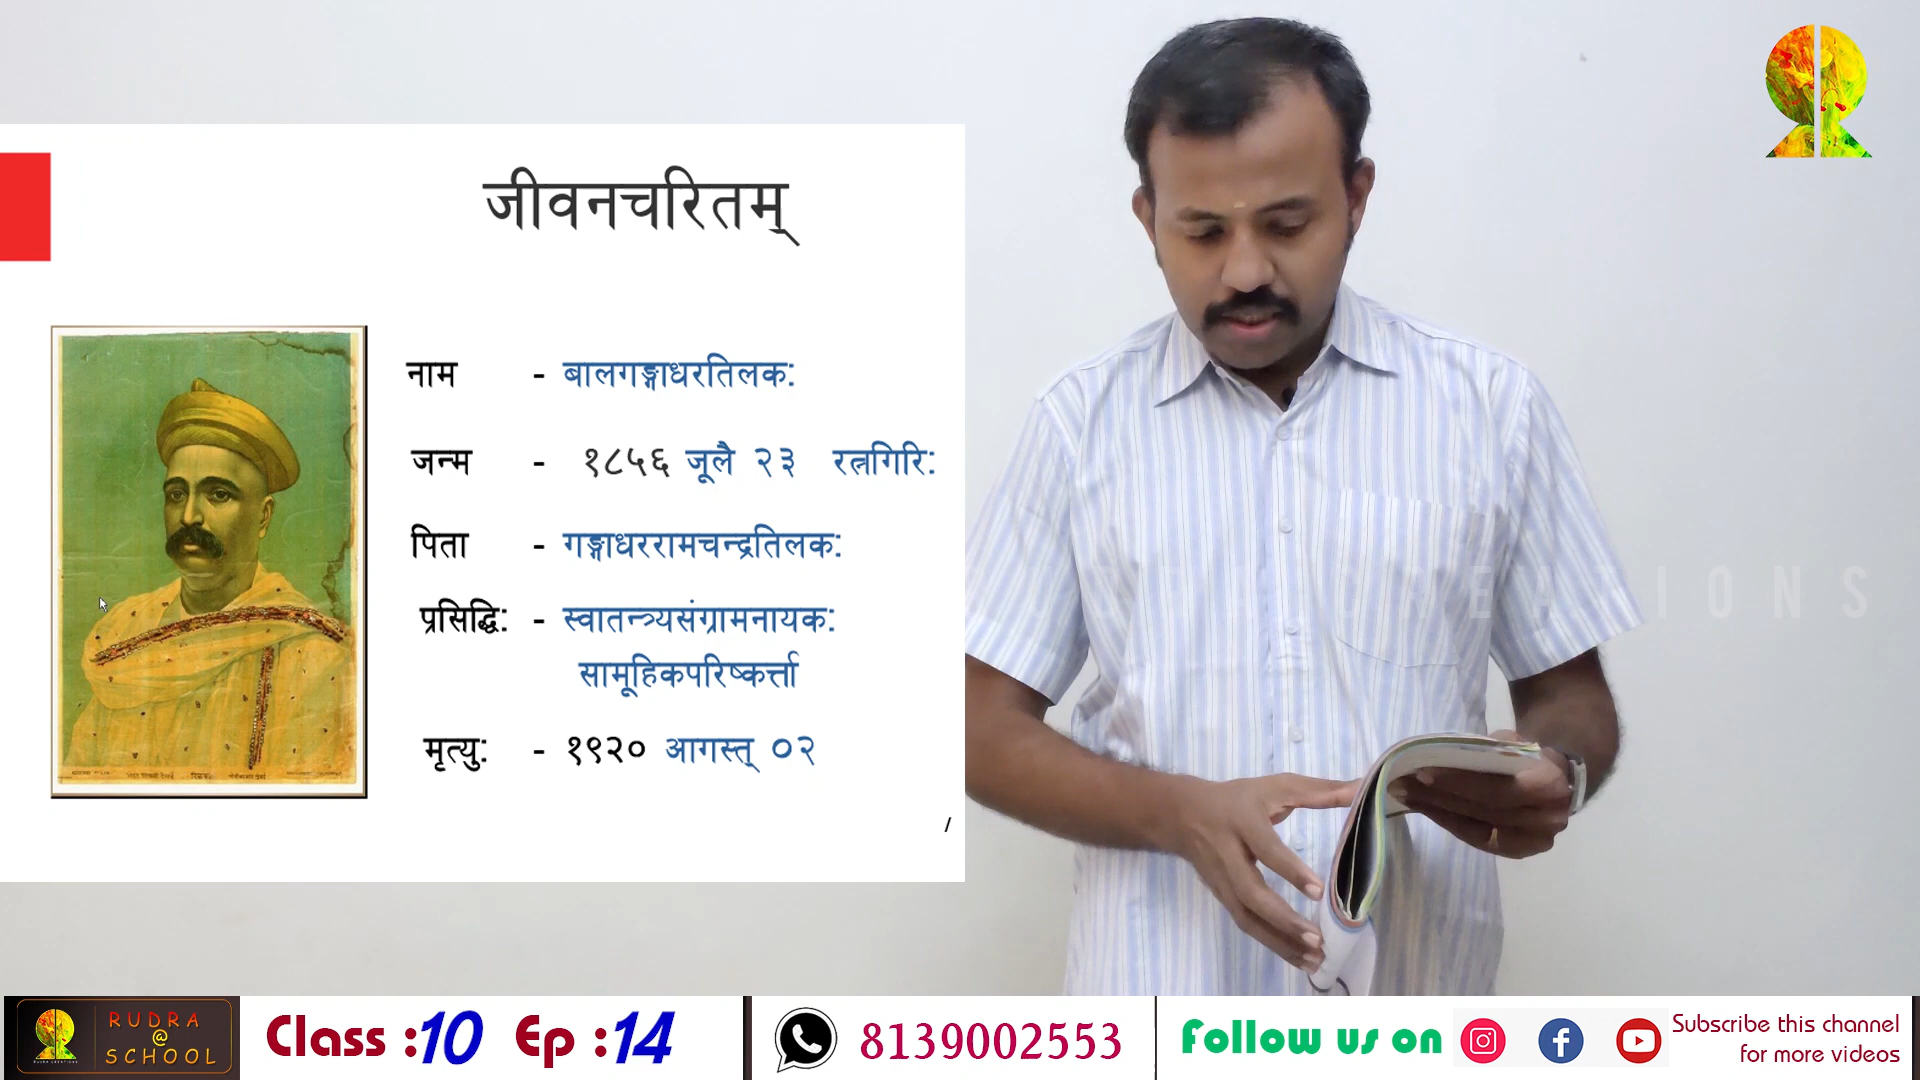 जीवनचरितम्
नाम - बालगङ्गाधरतिलक:
जन्म - १८५६ जूलै २३ रत्नगिरि:
पिता - गङ्गाधररामचन्द्रतिलक:
प्रसिद्धि: - स्वातन्त्र्यसंग्रामनायक:
सामूहिकपरिष्कर्त्ता
मृत्यु: - १९२० आगस्त् ०२
/
CREATIONS
RUDRA
@
SCHOOL
Class :10 Ep :14
8139002553
Follow us on
Subscribe this channel
for more videos